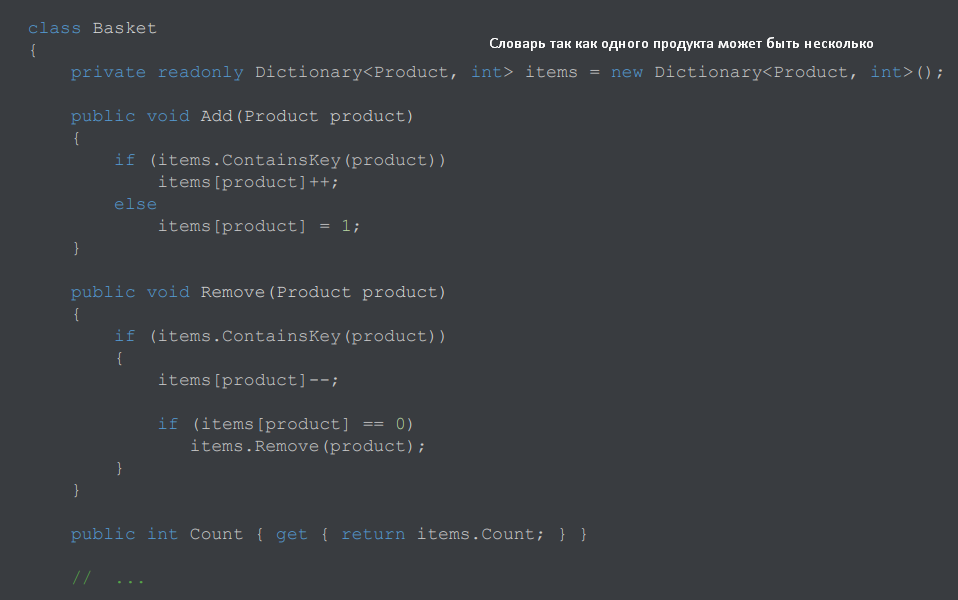 class Basket
{
Словарь так как одного продукта может быть несколько
    private readonly Dictionary<Product, int> items = new Dictionary<Product, int>();

    public void Add(Product product)
    {
        if (items.ContainsKey(product))
            items[product]++;
        else
            items[product] = 1;
    }

    public void Remove(Product product)
    {
        if (items.ContainsKey(product))
        {
            items[product]--;

            if (items[product] == 0)
               items.Remove(product);
        }
    }

    public int Count { get { return items.Count; } }

    //  ...